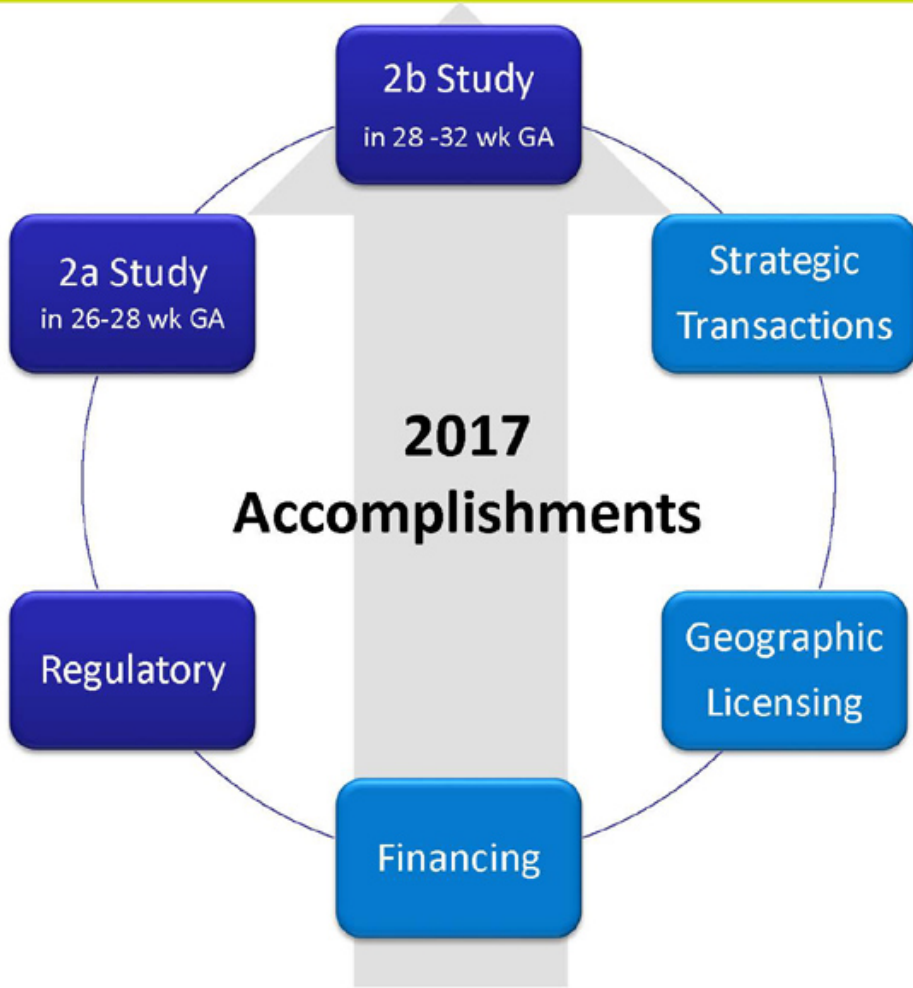 2b Study
in 28 -32 wk GA
2a Study
in 26-28 wk GA
Strategic
Transactions
2017
Accomplishments
Regulatory
Geographic
Licensing
Financing